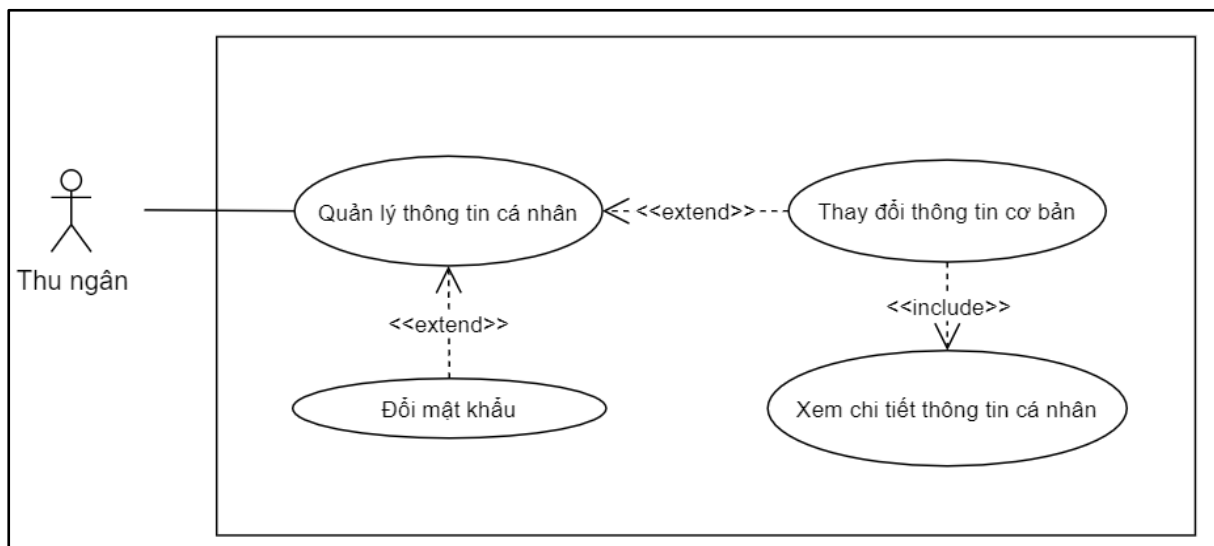 Thu ngân
Quản lý thông tin cá nhân
<<extend>>
Thay đổi thông tin cơ bản
<<extend>>
<<include>>
Đổi mật khẩu
Xem chi tiết thông tin cá nhân